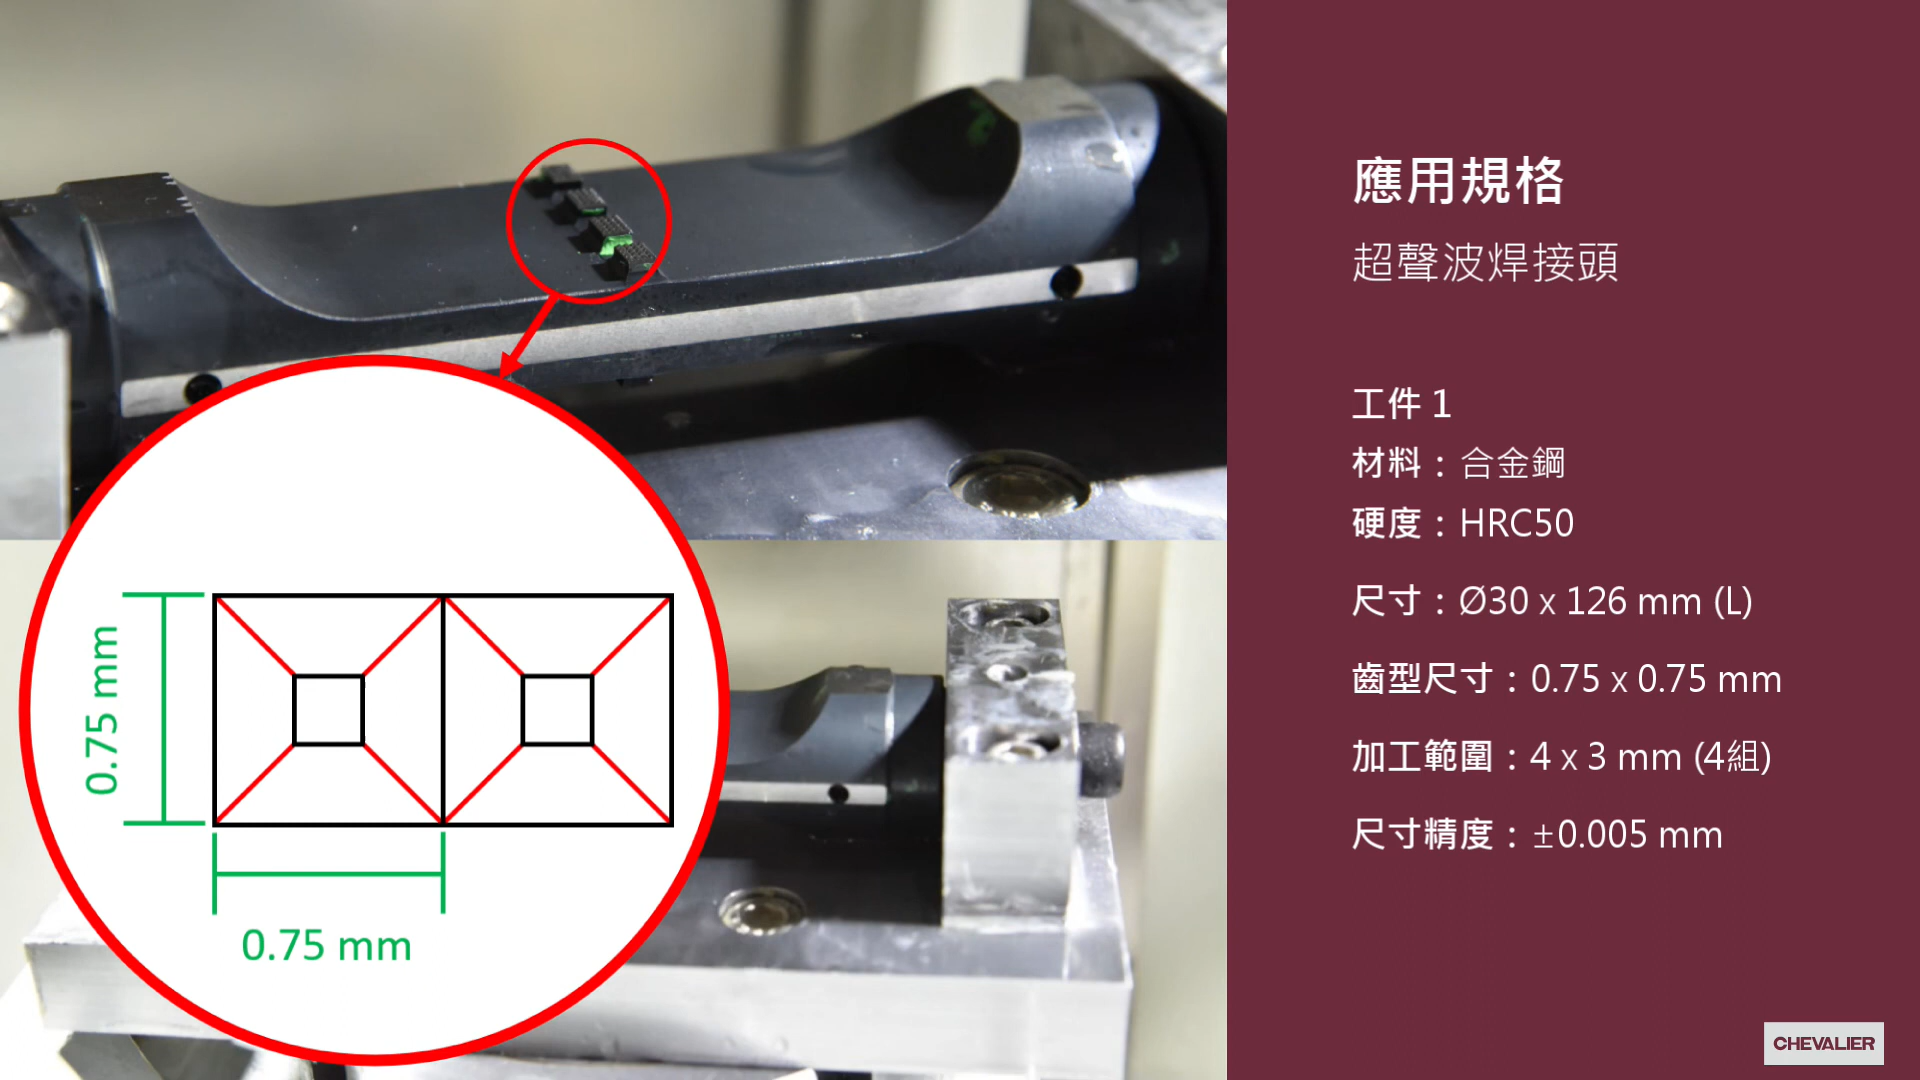 應用規格
超聲波焊接頭
工件 1
材料：合金鋼
硬度：HRC50
尺寸：Ø30 x 126 mm (L)
齒型尺寸：0.75 x 0.75 mm
加工範圍：4 x 3 mm (4組)
尺寸精度：±0.005 mm
0.75 mm
0.75 mm
CHEVALIER